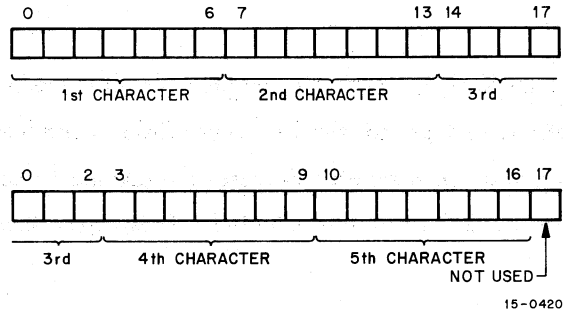 0 6 7 13 14 17
1st CHARACTER 2nd CHARACTER 3rd
0 2 3 9 10 16 17
3rd 4th CHARACTER 5th CHARACTER
NOT USED
15-0420